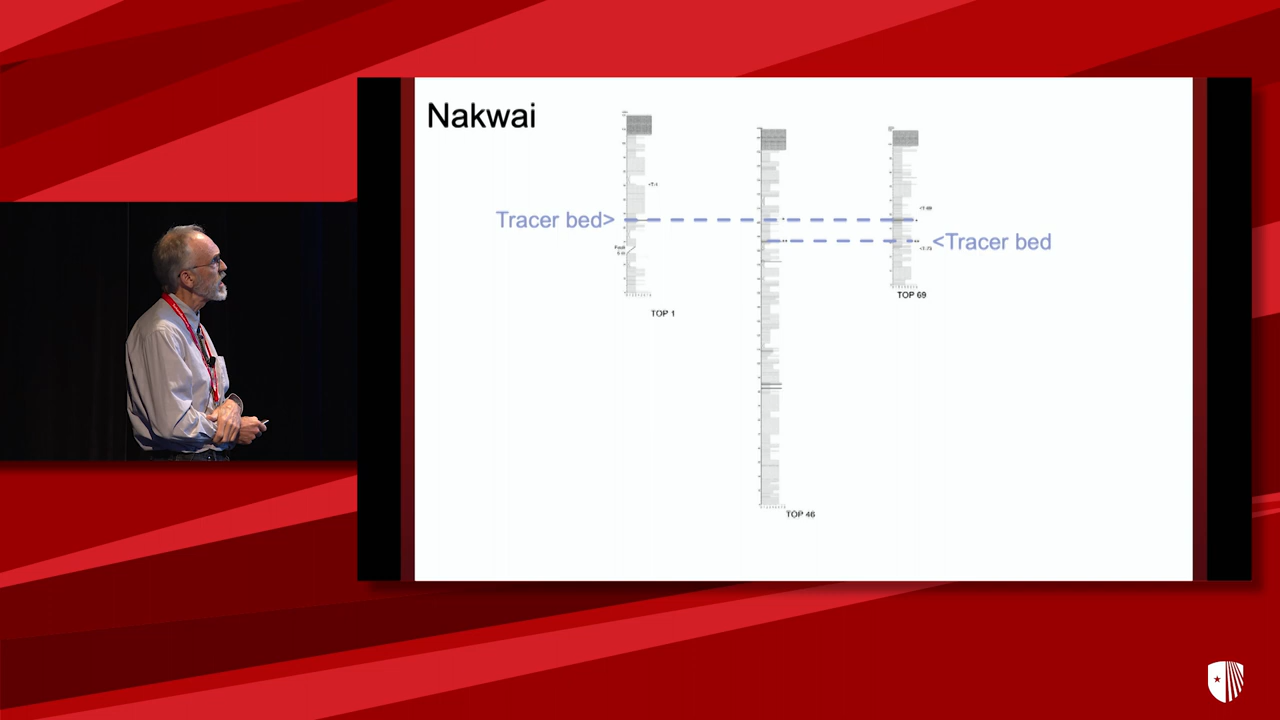 Nakwai
Tracer bed>
<Tracer bed
TOP 69
TOP 1
TOP 46